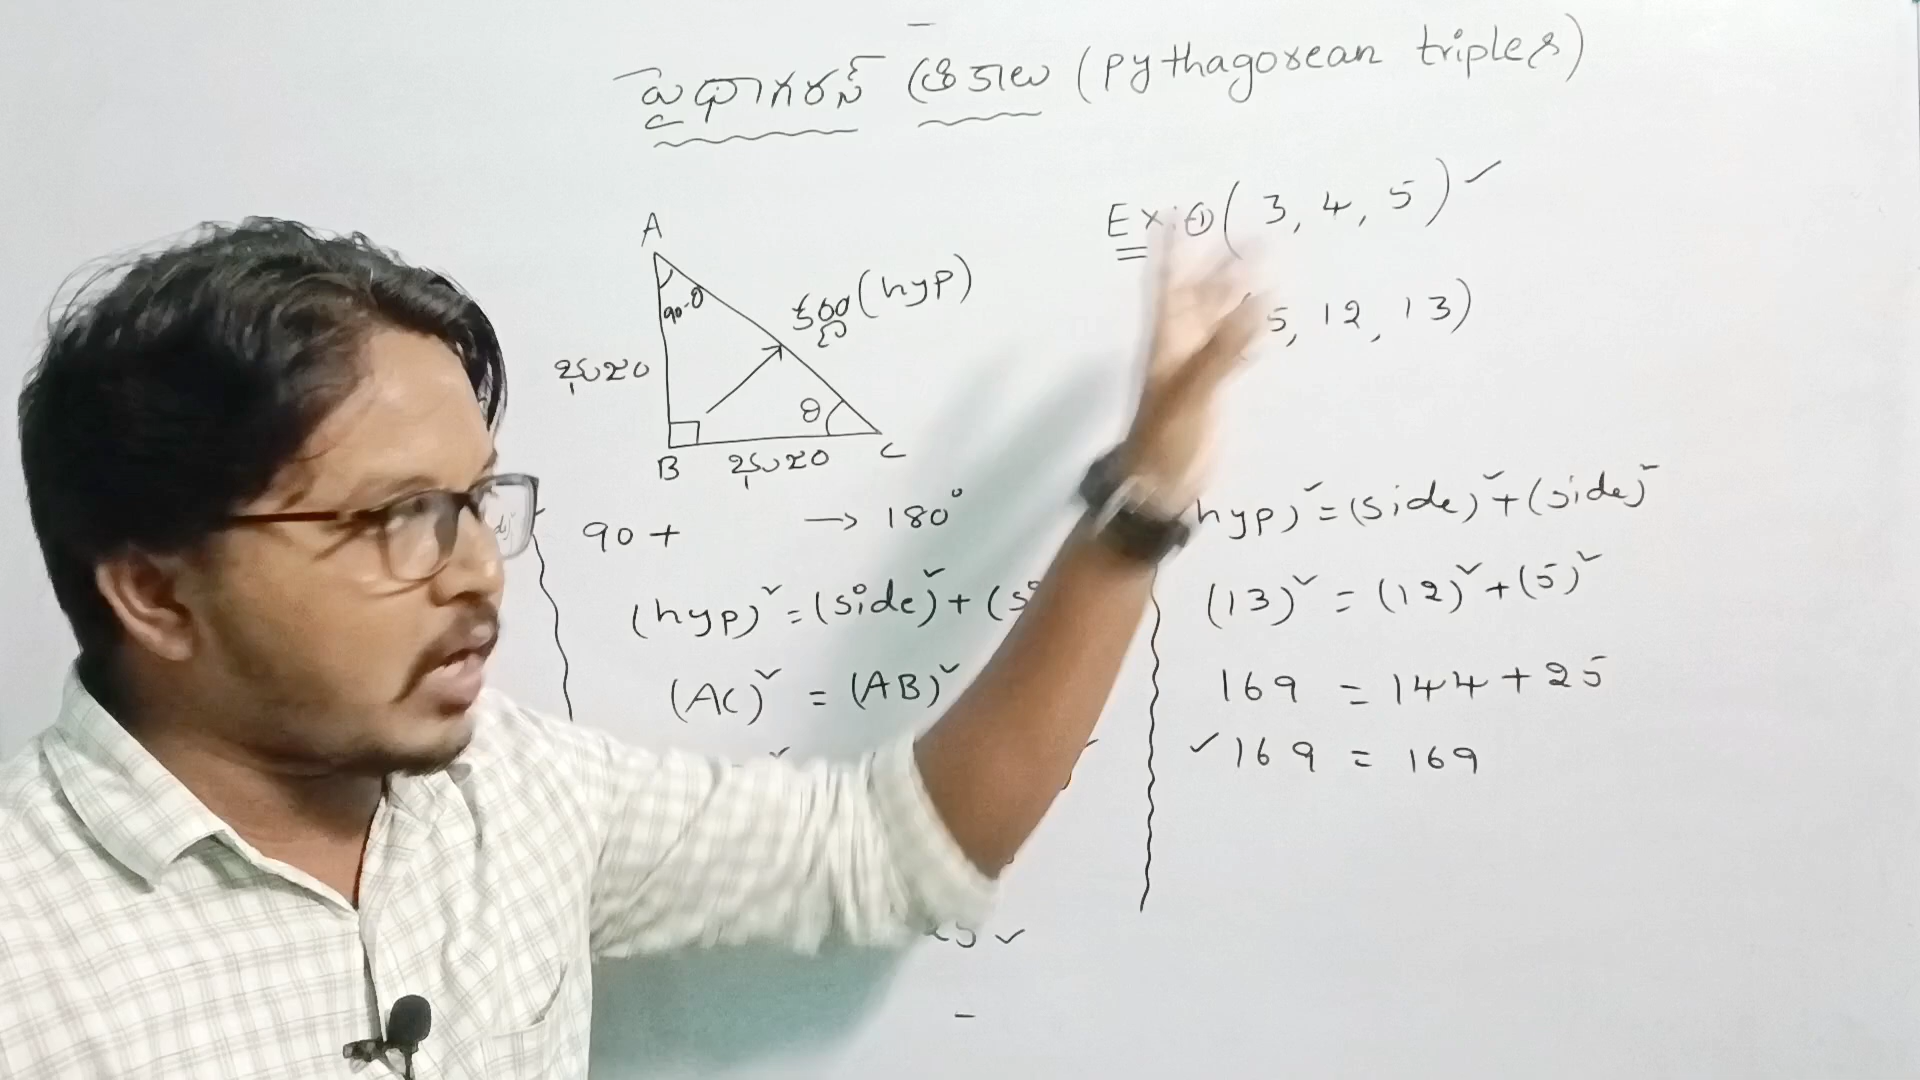 పైథాగరస్ త్రికాలు (pythagorean triples)
Ex:① (3, 4, 5) ✓
(5, 12, 13)
A
90-θ
కర్ణం (hyp)
భుజం
θ
B భుజం C
90 + → 180°
(hyp)² = (side)² +
(AC)² = (AB)²
hyp)² = (side)² + (side)²
(13)² = (12)² + (5)²
169 = 144 + 25
✓ 169 = 169